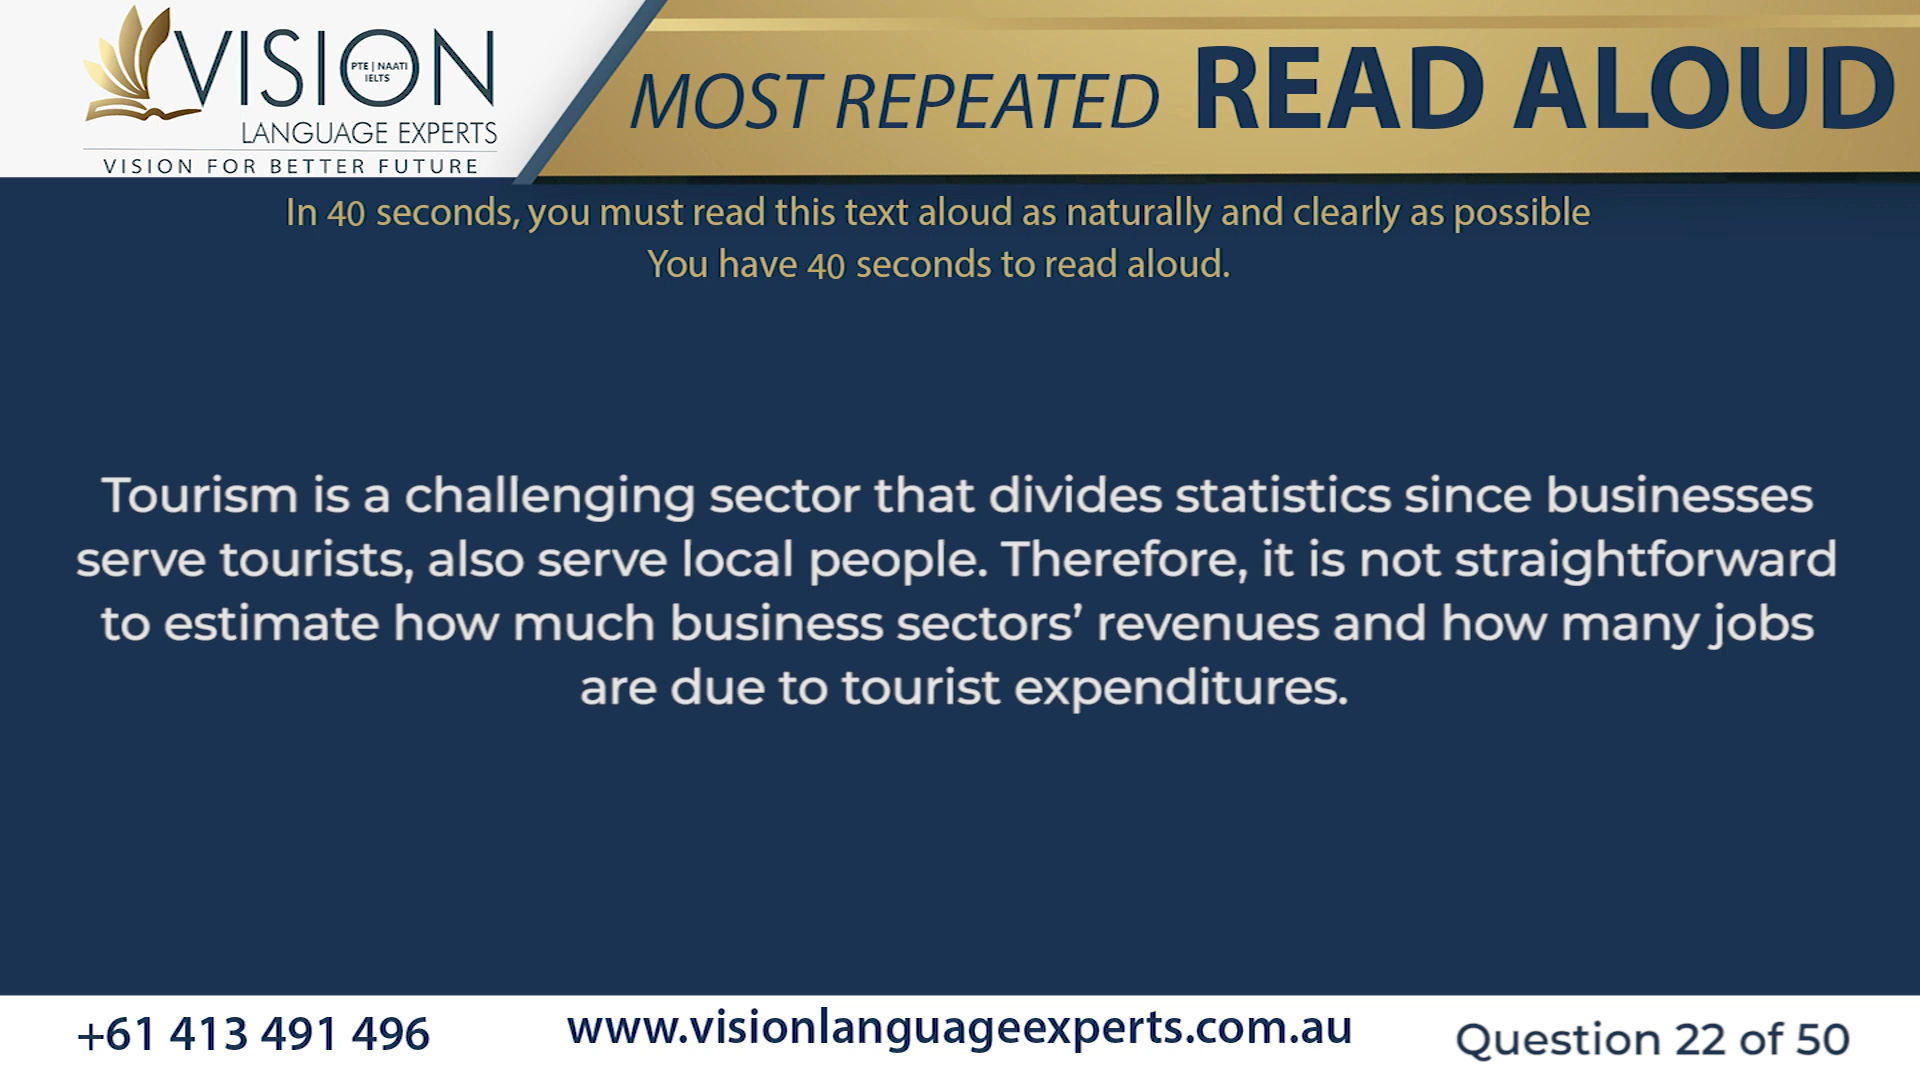 VISION
PTE | NAATI
IELTS
LANGUAGE EXPERTS
VISION FOR BETTER FUTURE
MOST REPEATED READ ALOUD
In 40 seconds, you must read this text aloud as naturally and clearly as possible
You have 40 seconds to read aloud.
Tourism is a challenging sector that divides statistics since businesses
serve tourists, also serve local people. Therefore, it is not straightforward
to estimate how much business sectors’ revenues and how many jobs
are due to tourist expenditures.
+61 413 491 496
www.visionlanguageexperts.com.au
Question 22 of 50